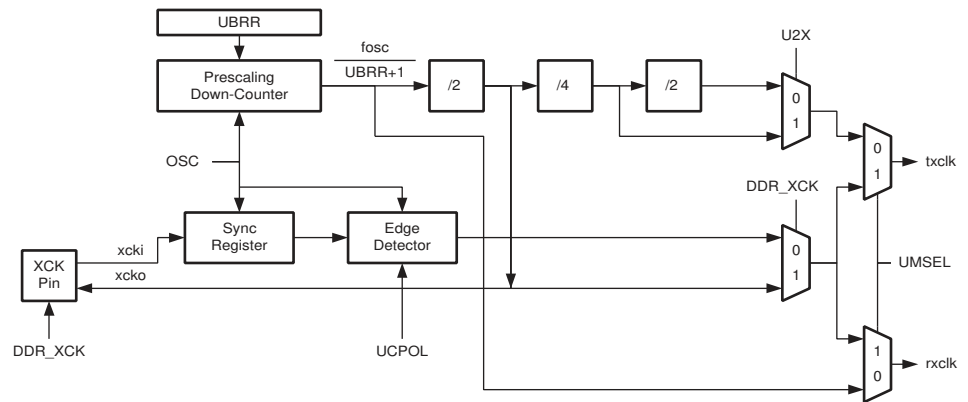 UBRR
fosc
U2X
UBRR+1
Prescaling
Down-Counter
/2
/4
/2
0
1
OSC
0
1
txclk
DDR_XCK
Sync
Register
Edge
Detector
xcki
0
1
UMSEL
XCK
Pin
xcko
DDR_XCK
UCPOL
1
0
rxclk